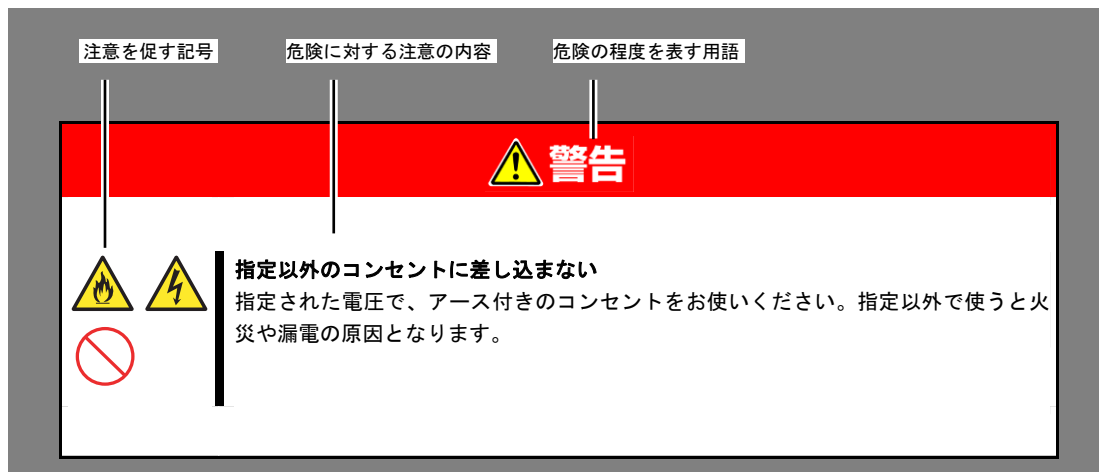 注意を促す記号
危険に対する注意の内容
危険の程度を表す用語
警告
指定以外のコンセントに差し込まない
指定された電圧で、アース付きのコンセントをお使いください。指定以外で使うと火
災や漏電の原因となります。